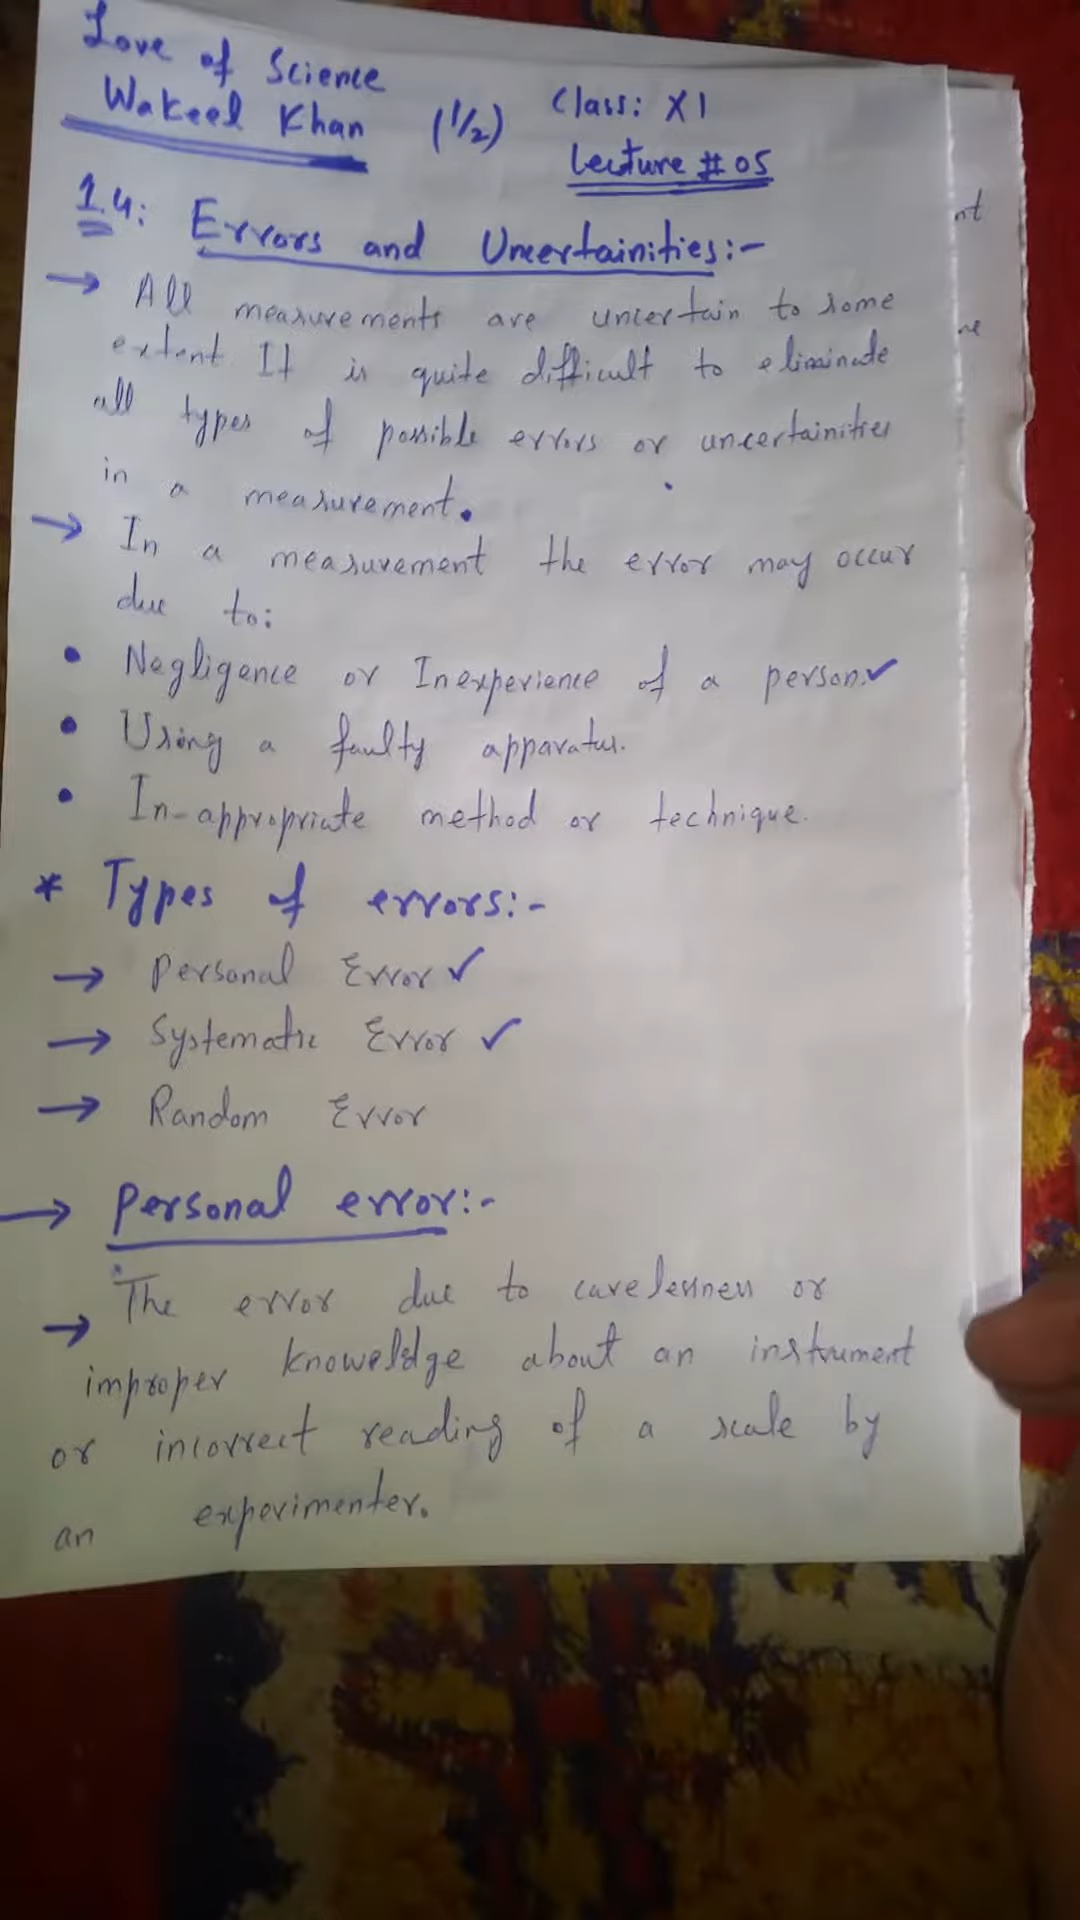 Love of Science
Wakeel Khan (1/2) Class: XI
Lecture # 05
1.4: Errors and Uncertainities:-
→ All measurements are uncertain to some
extent It is quite difficult to eliminate
all types of possible errors or uncertainities
in a measurement.
→ In a measurement the error may occur
due to:
• Negligence or Inexperience of a person. ✓
• Using a faulty apparatus.
• In-appropriate method or technique.
* Types of errors:-
→ Personal Error ✓
→ Systematic Error ✓
→ Random Error
→ Personal error:-
→ The error due to carelessness or
improper knoweldge about an instrument
or incorrect reading of a scale by
an experimenter.